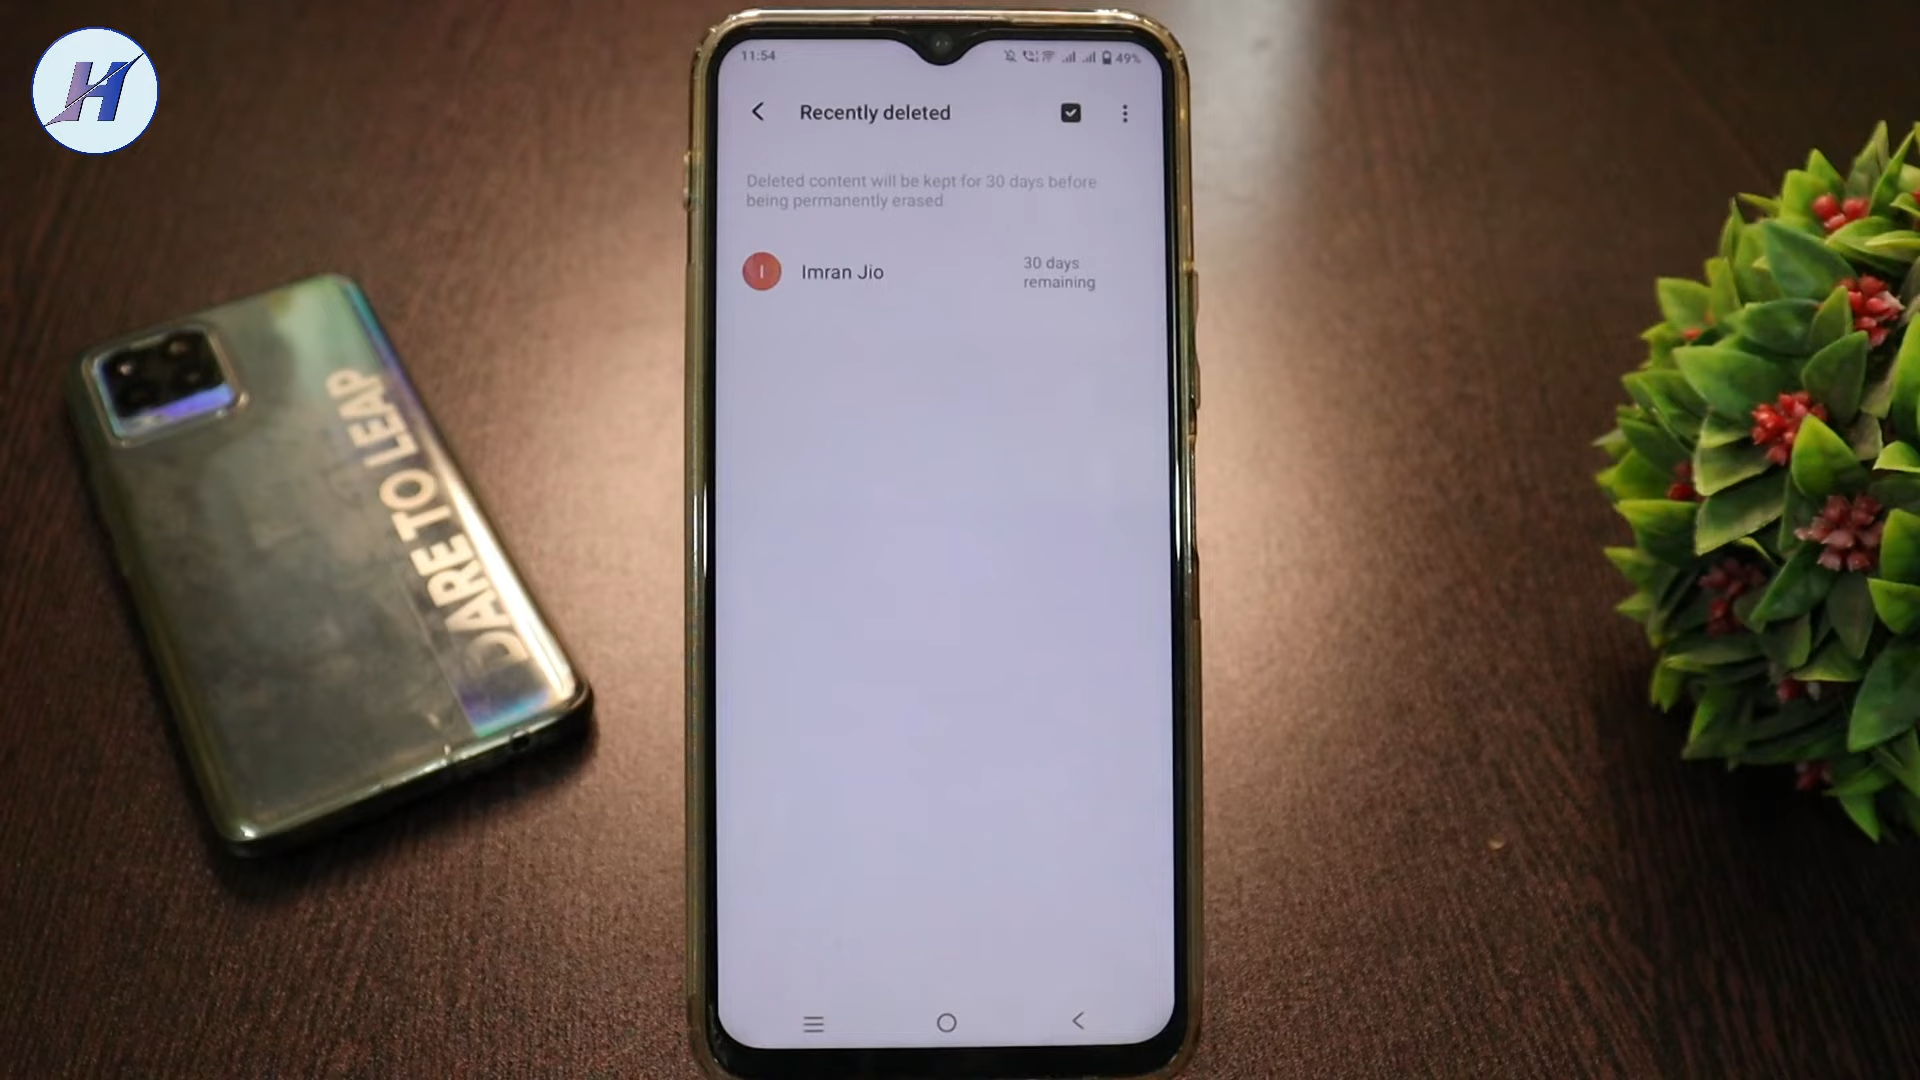 H
11:54
49%
Recently deleted
Deleted content will be kept for 30 days before
being permanently erased
I
Imran Jio
30 days
remaining
DARE TO LEAP